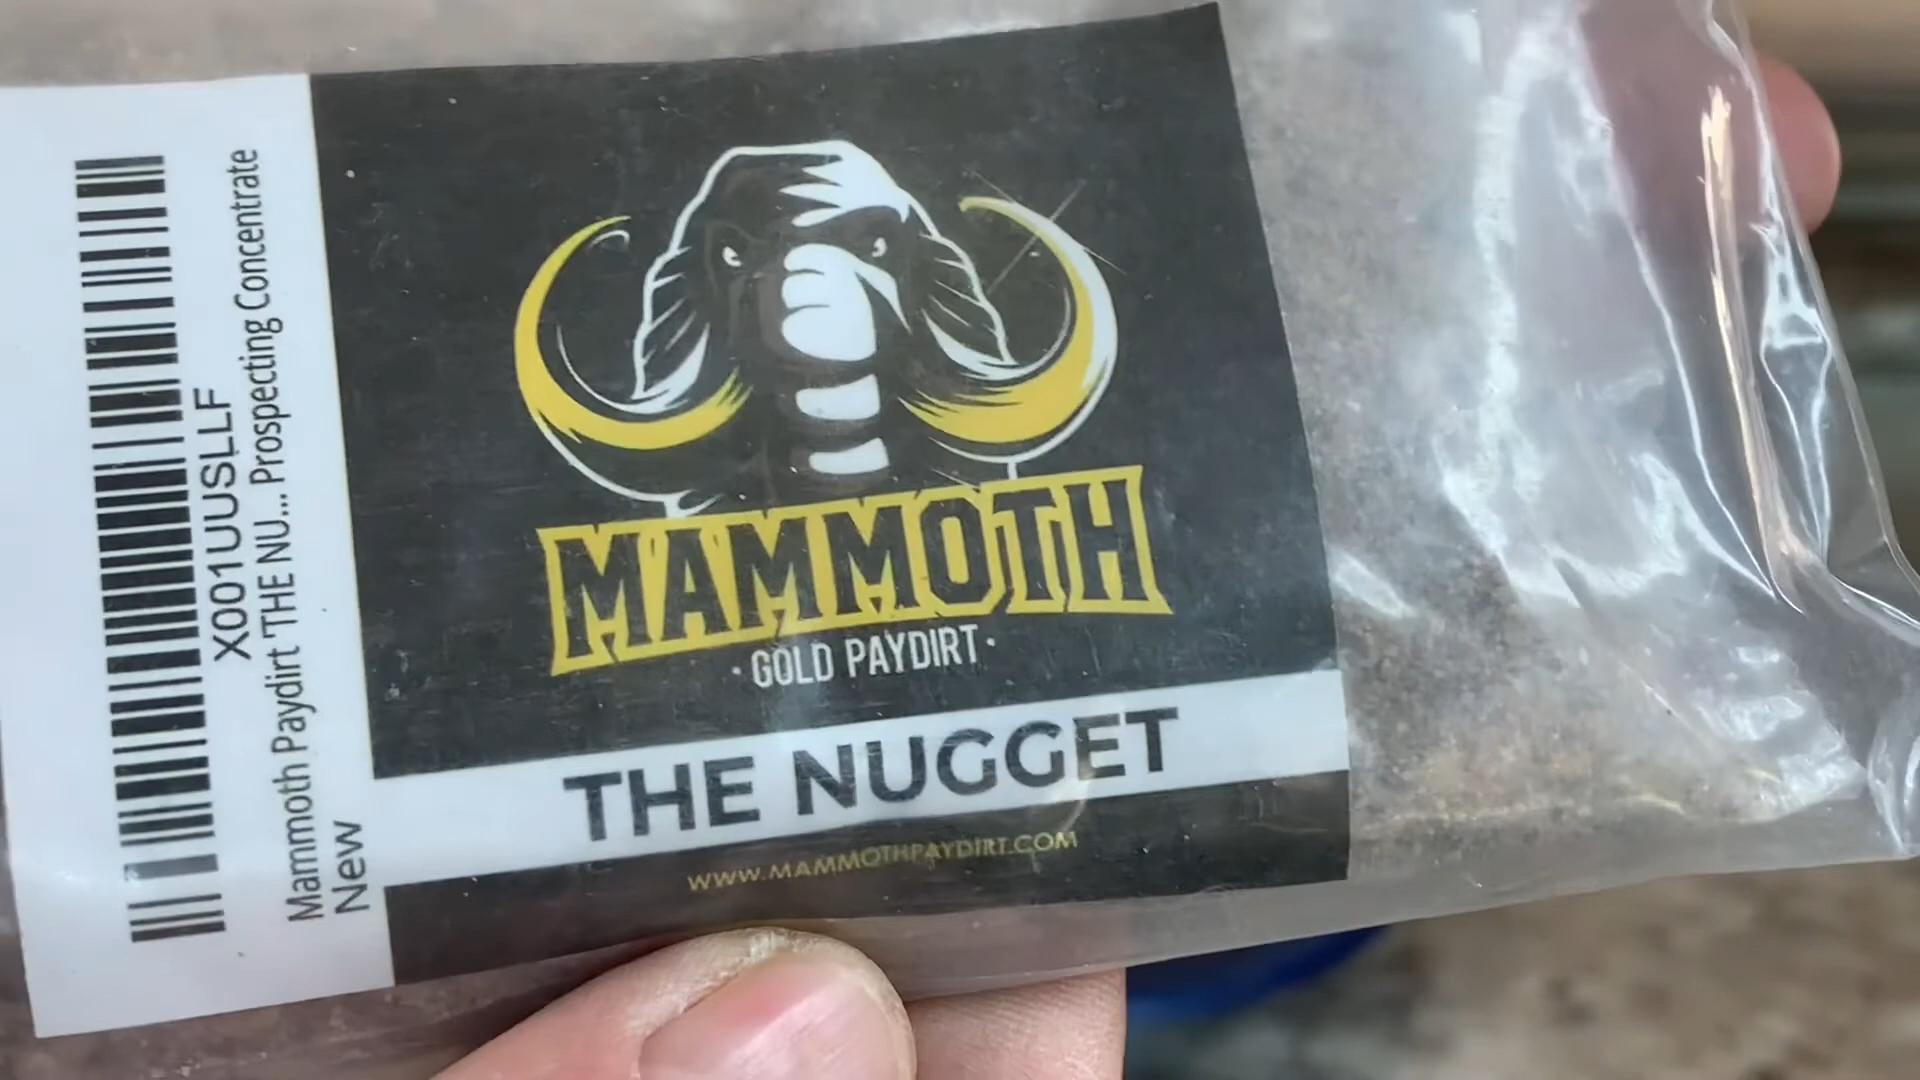 X001UUSLLF
Mammoth Paydirt 'THE NU... Prospecting Concentrate
New
MAMMOTH
· GOLD PAYDIRT ·
THE NUGGET
WWW.MAMMOTHPAYDIRT.COM